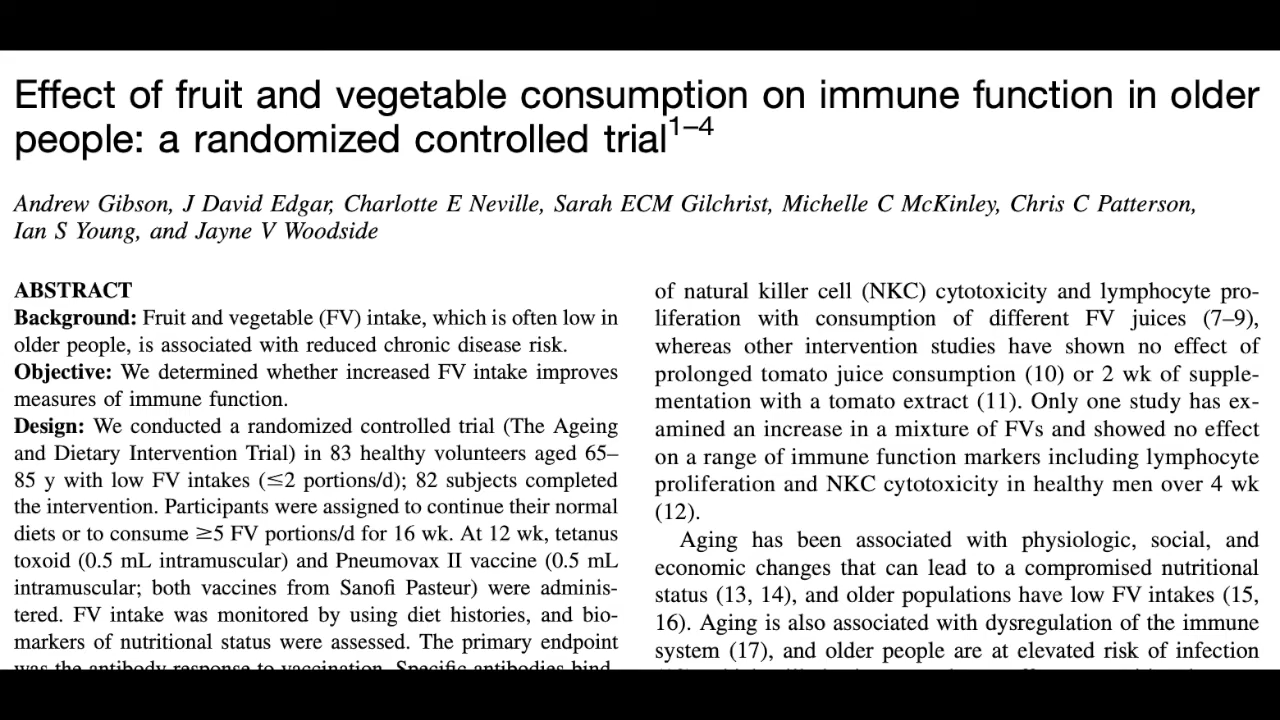 Effect of fruit and vegetable consumption on immune function in older
people: a randomized controlled trial1–4
Andrew Gibson, J David Edgar, Charlotte E Neville, Sarah ECM Gilchrist, Michelle C McKinley, Chris C Patterson,
Ian S Young, and Jayne V Woodside
ABSTRACT
Background: Fruit and vegetable (FV) intake, which is often low in
older people, is associated with reduced chronic disease risk.
Objective: We determined whether increased FV intake improves
measures of immune function.
Design: We conducted a randomized controlled trial (The Ageing
and Dietary Intervention Trial) in 83 healthy volunteers aged 65–
85 y with low FV intakes (≤2 portions/d); 82 subjects completed
the intervention. Participants were assigned to continue their normal
diets or to consume ≥5 FV portions/d for 16 wk. At 12 wk, tetanus
toxoid (0.5 mL intramuscular) and Pneumovax II vaccine (0.5 mL
intramuscular; both vaccines from Sanofi Pasteur) were adminis-
tered. FV intake was monitored by using diet histories, and bio-
markers of nutritional status were assessed. The primary endpoint
was the antibody response to vaccination. Specific antibodies bind-
of natural killer cell (NKC) cytotoxicity and lymphocyte pro-
liferation with consumption of different FV juices (7–9),
whereas other intervention studies have shown no effect of
prolonged tomato juice consumption (10) or 2 wk of supple-
mentation with a tomato extract (11). Only one study has ex-
amined an increase in a mixture of FVs and showed no effect
on a range of immune function markers including lymphocyte
proliferation and NKC cytotoxicity in healthy men over 4 wk
(12).
Aging has been associated with physiologic, social, and
economic changes that can lead to a compromised nutritional
status (13, 14), and older populations have low FV intakes (15,
16). Aging is also associated with dysregulation of the immune
system (17), and older people are at elevated risk of infection